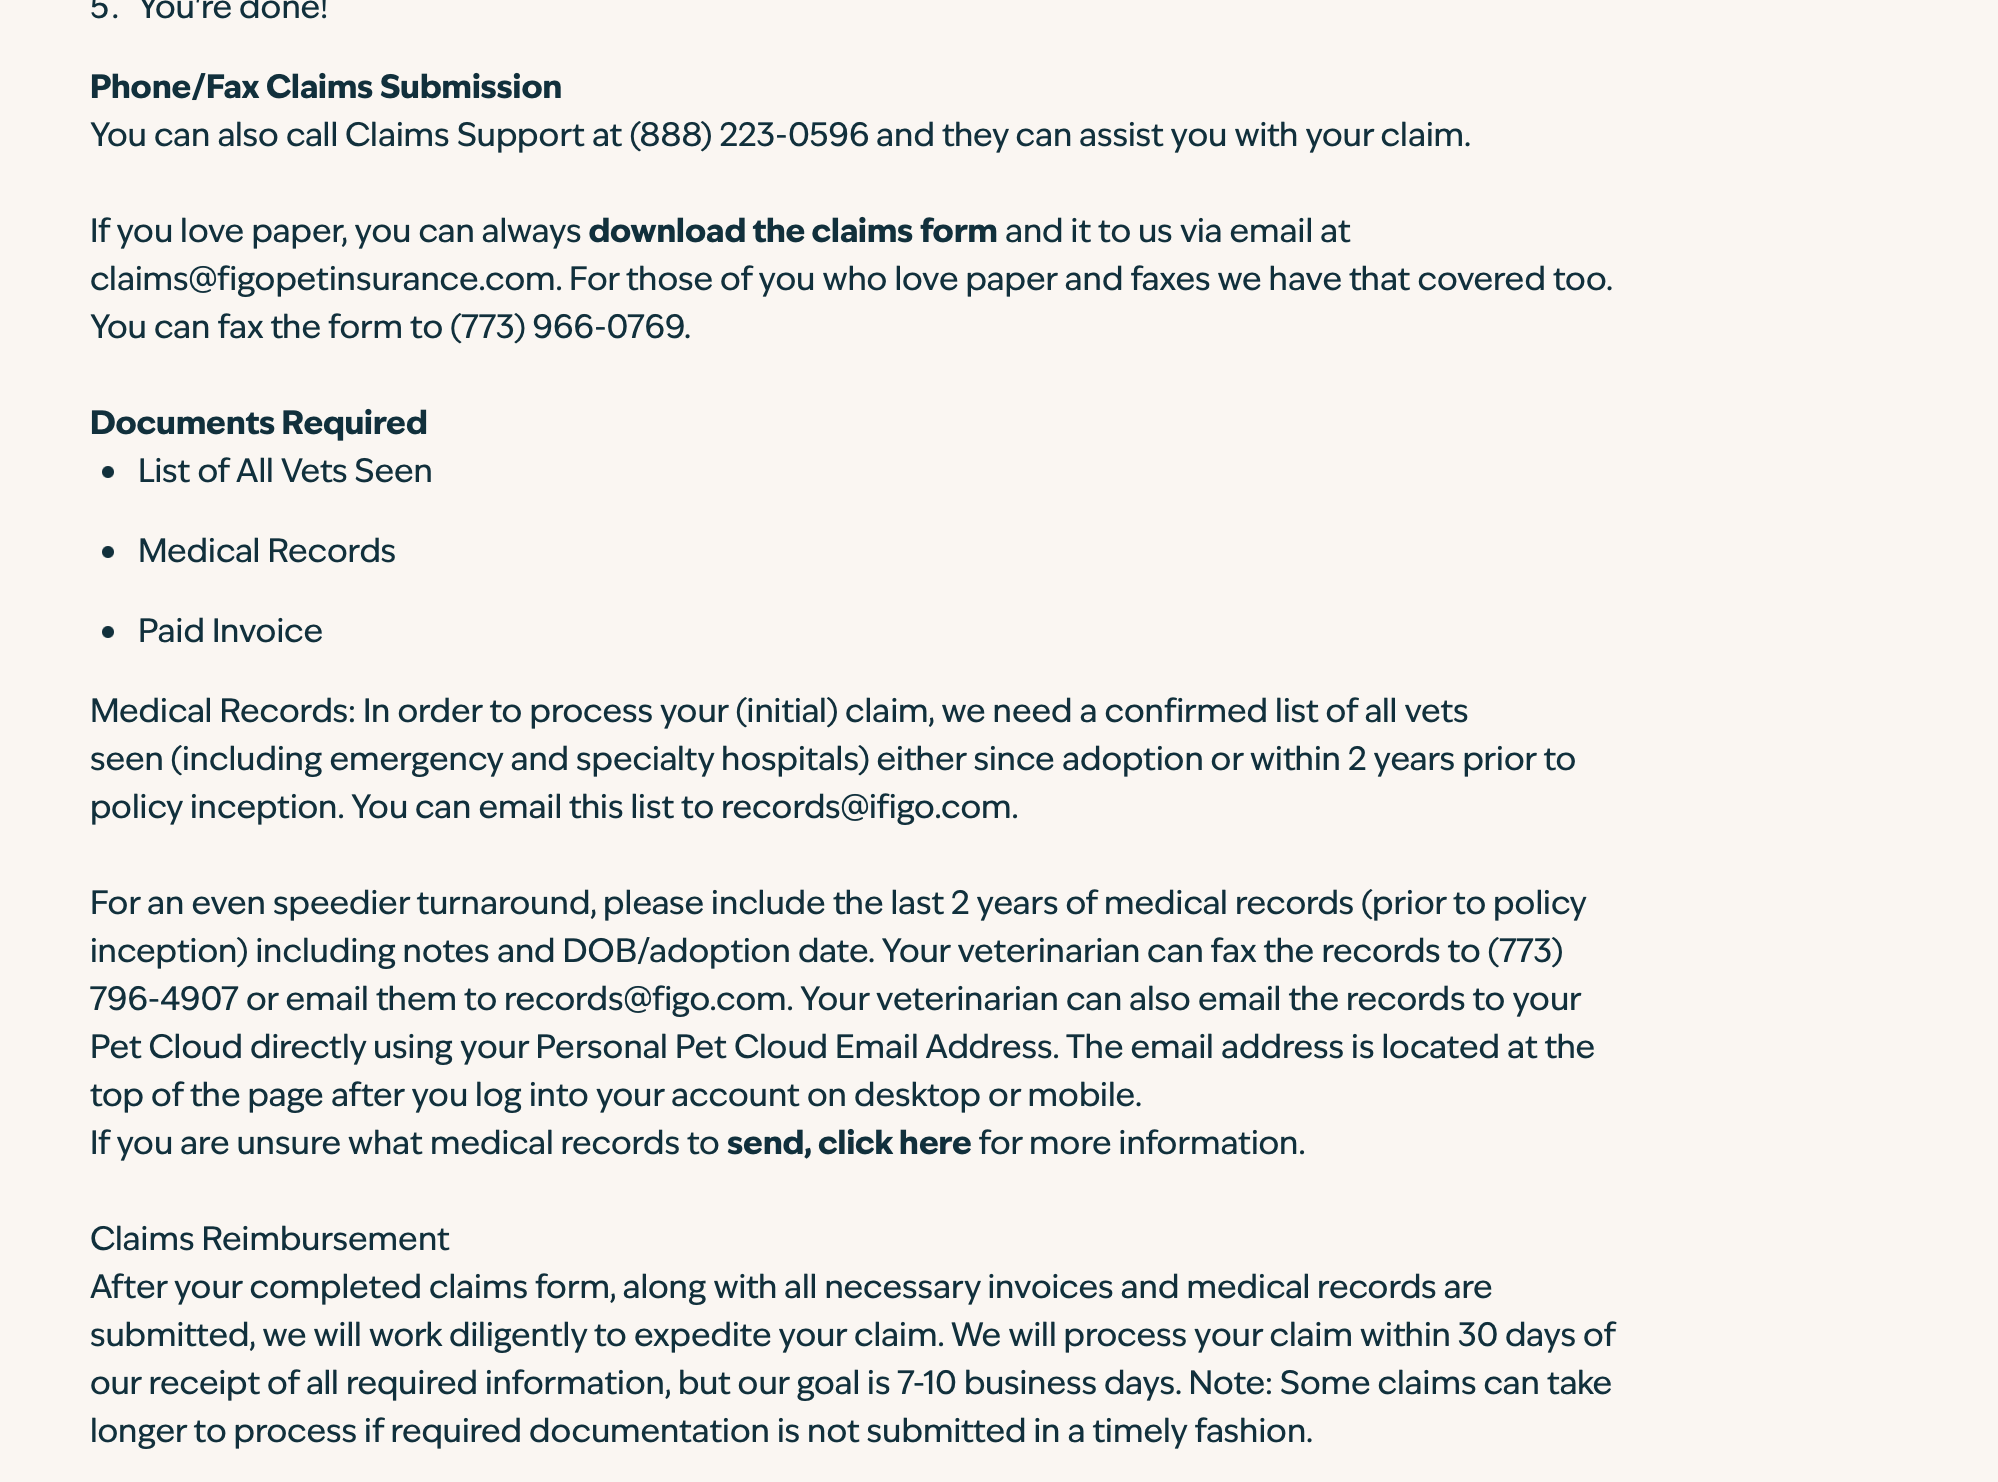 5. You're done!
Phone/Fax Claims Submission
You can also call Claims Support at (888) 223-0596 and they can assist you with your claim.
If you love paper, you can always download the claims form and it to us via email at
claims@figopetinsurance.com. For those of you who love paper and faxes we have that covered too.
You can fax the form to (773) 966-0769.
Documents Required
• List of All Vets Seen
• Medical Records
• Paid Invoice
Medical Records: In order to process your (initial) claim, we need a confirmed list of all vets
seen (including emergency and specialty hospitals) either since adoption or within 2 years prior to
policy inception. You can email this list to records@ifigo.com.
For an even speedier turnaround, please include the last 2 years of medical records (prior to policy
inception) including notes and DOB/adoption date. Your veterinarian can fax the records to (773)
796-4907 or email them to records@figo.com. Your veterinarian can also email the records to your
Pet Cloud directly using your Personal Pet Cloud Email Address. The email address is located at the
top of the page after you log into your account on desktop or mobile.
If you are unsure what medical records to send, click here for more information.
Claims Reimbursement
After your completed claims form, along with all necessary invoices and medical records are
submitted, we will work diligently to expedite your claim. We will process your claim within 30 days of
our receipt of all required information, but our goal is 7-10 business days. Note: Some claims can take
longer to process if required documentation is not submitted in a timely fashion.